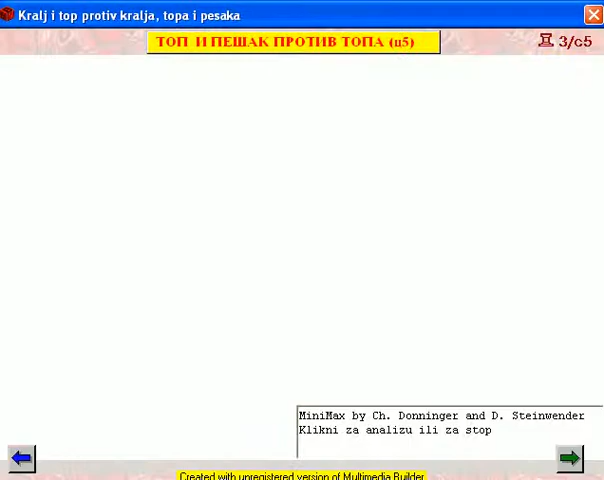 Kralj i top protiv kralja, topa i pesaka
ТОП И ПЕШАК ПРОТИВ ТОПА (ц5)
3/c5
MiniMax by Ch. Donninger and D. Steinwender
Klikni za analizu ili za stop
Created with unregistered version of Multimedia Builder